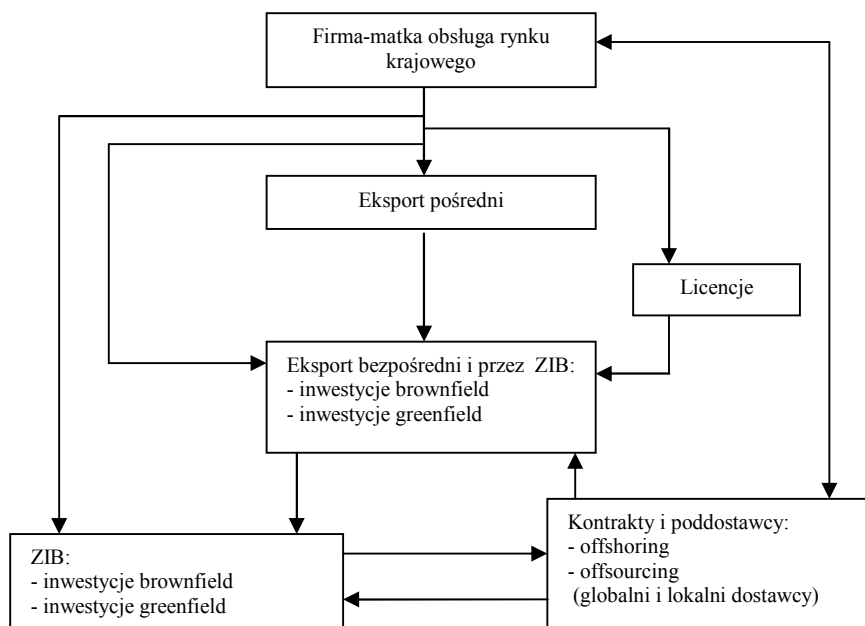 Firma-matka obsługa rynku
krajowego
Eksport pośredni
Licencje
Eksport bezpośredni i przez ZIB:
- inwestycje brownfield
- inwestycje greenfield
ZIB:
- inwestycje brownfield
- inwestycje greenfield
Kontrakty i poddostawcy:
- offshoring
- offsourcing
(globalni i lokalni dostawcy)